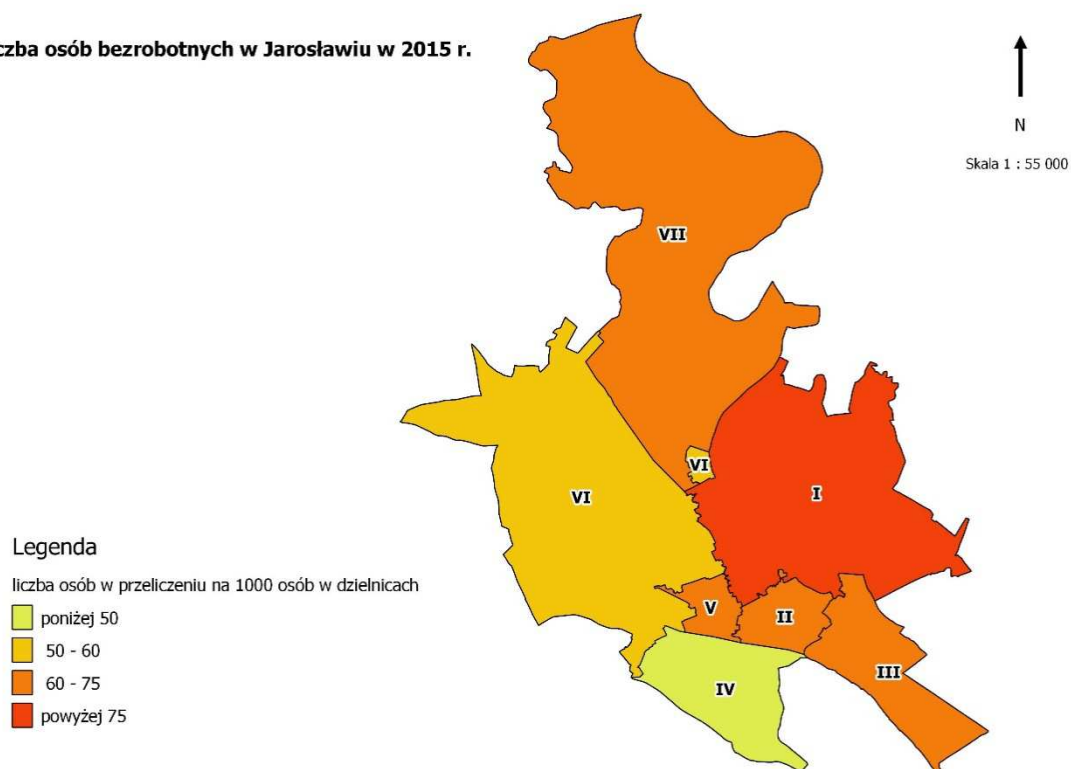 czba osób bezrobotnych w Jarosławiu w 2015 r.
N
Skala 1 : 55 000
VII
VI
VI
I
V
II
III
IV
Legenda
liczba osób w przeliczeniu na 1000 osób w dzielnicach
poniżej 50
50 - 60
60 - 75
powyżej 75